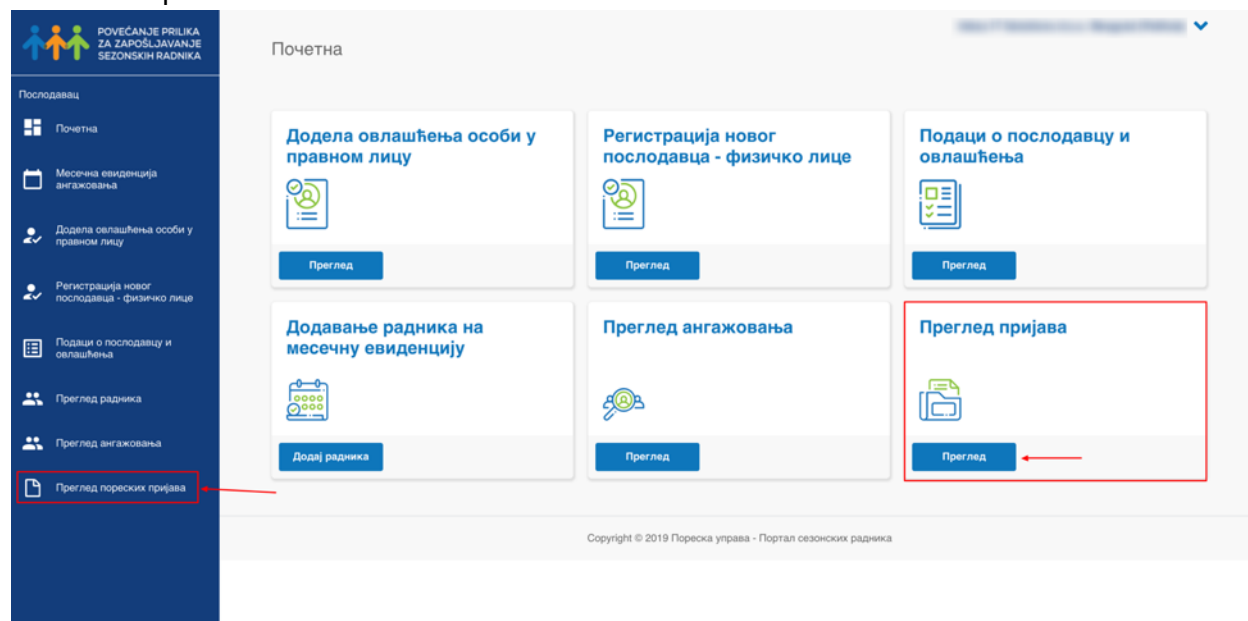 POVEĆANJE PRILIKA
ZA ZAPOŠLJAVANJE
SEZONSKIH RADNIKA
Послодавац
Почетна
Месечна евиденција
ангажовања
Додела овлашћења особи у
правном лицу
Регистрација новог
послодавца - физичко лице
Подаци о послодавцу и
овлашћења
Преглед радника
Преглед ангажовања
Преглед пореских пријава
Почетна
Додела овлашћења особи у
правном лицу
Преглед
Регистрација новог
послодавца - физичко лице
Преглед
Подаци о послодавцу и
овлашћења
Преглед
Додавање радника на
месечну евиденцију
Додај радника
Преглед ангажовања
Преглед
Преглед пријава
Преглед
Copyright © 2019 Пореска управа - Портал сезонских радника